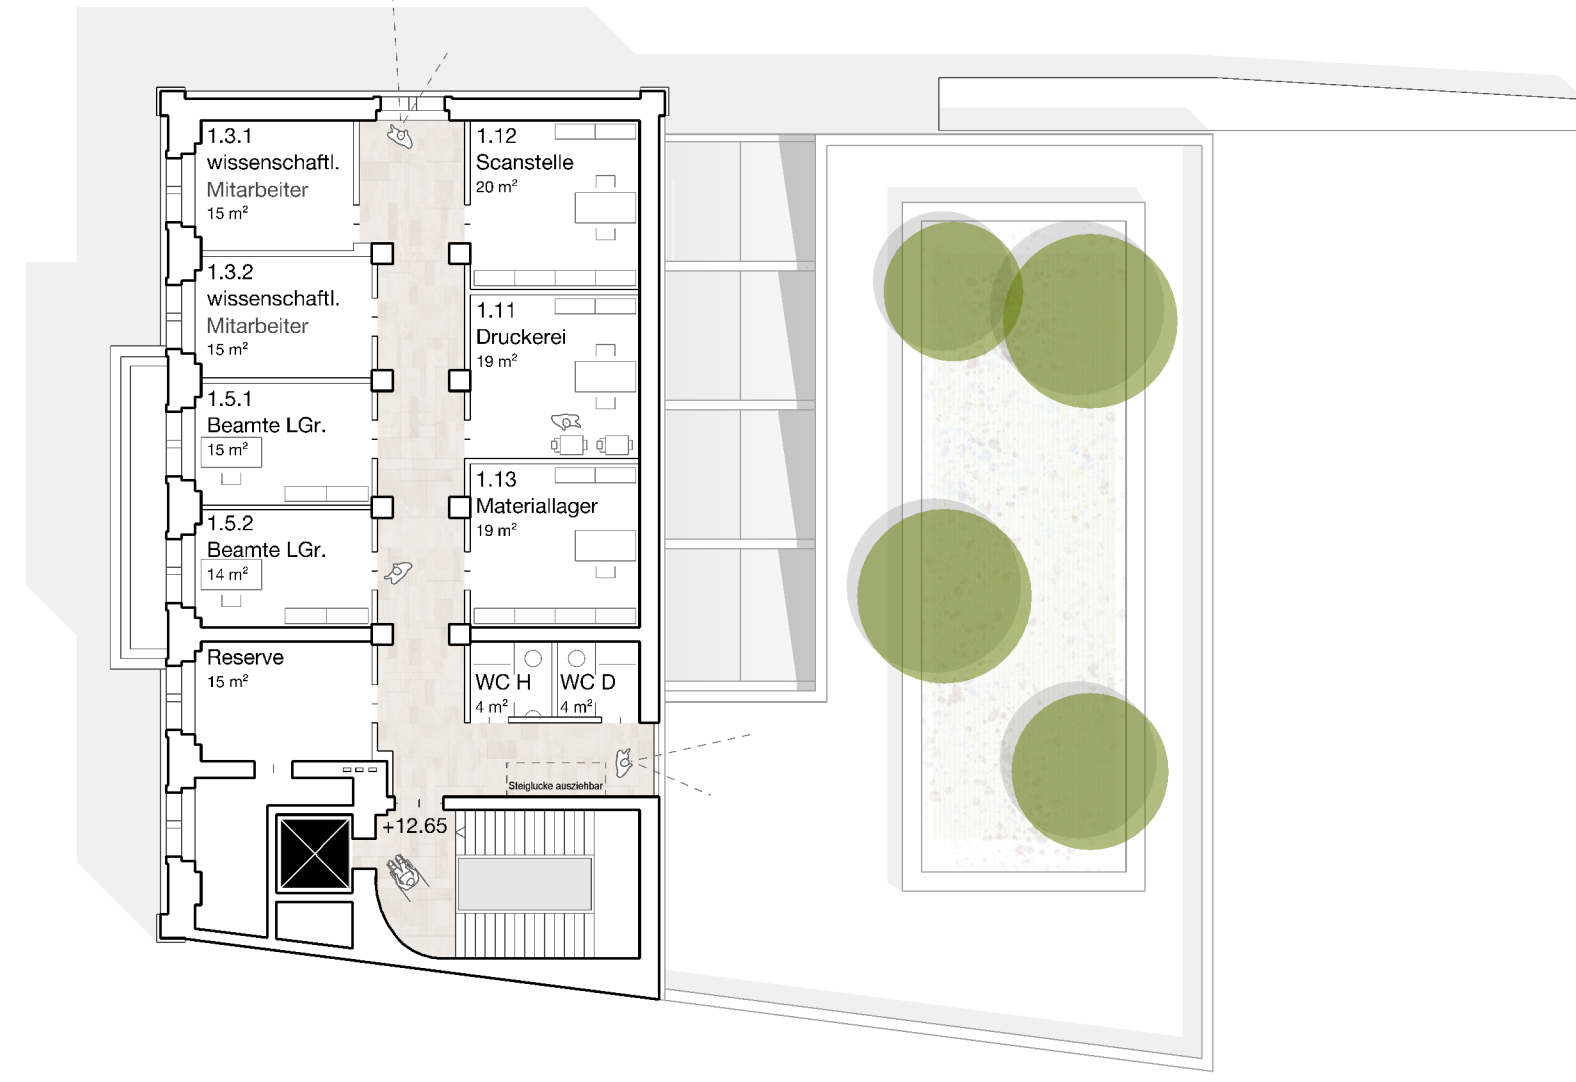 1.3.1
wissenschaftl.
Mitarbeiter
15 m²
1.12
Scanstelle
20 m²
1.3.2
wissenschaftl.
Mitarbeiter
15 m²
1.11
Druckerei
19 m²
1.5.1
Beamte LGr.
15 m²
1.13
Materiallager
19 m²
1.5.2
Beamte LGr.
14 m²
Reserve
15 m²
WC H
4 m²
WC D
4 m²
Steiglucke ausziehbar
+12.65